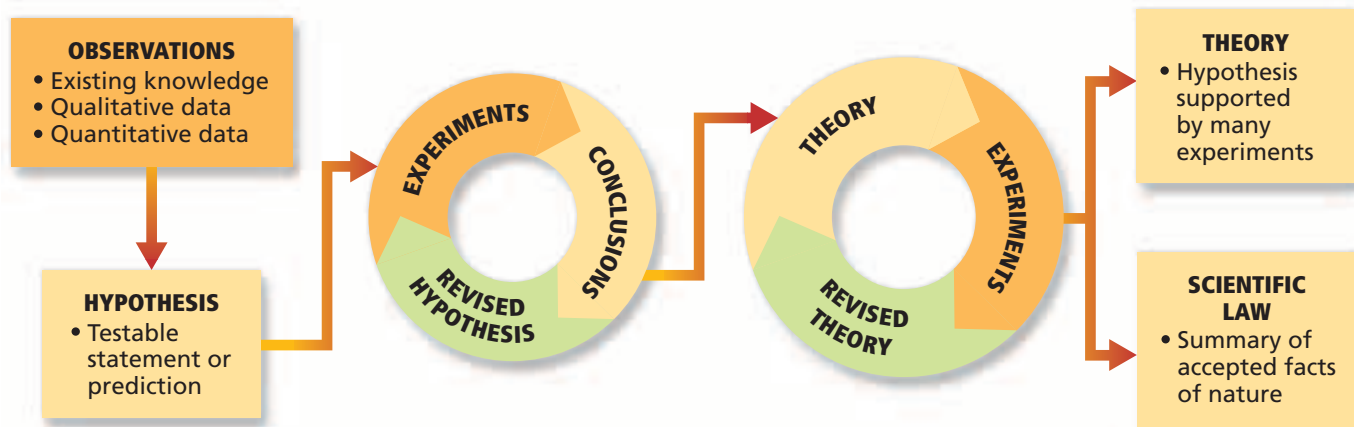 OBSERVATIONS
• Existing knowledge
• Qualitative data
• Quantitative data
HYPOTHESIS
• Testable
statement or
prediction
EXPERIMENTS
CONCLUSIONS
REVISED
HYPOTHESIS
THEORY
EXPERIMENTS
REVISED
THEORY
THEORY
• Hypothesis
supported
by many
experiments
SCIENTIFIC
LAW
• Summary of
accepted facts
of nature